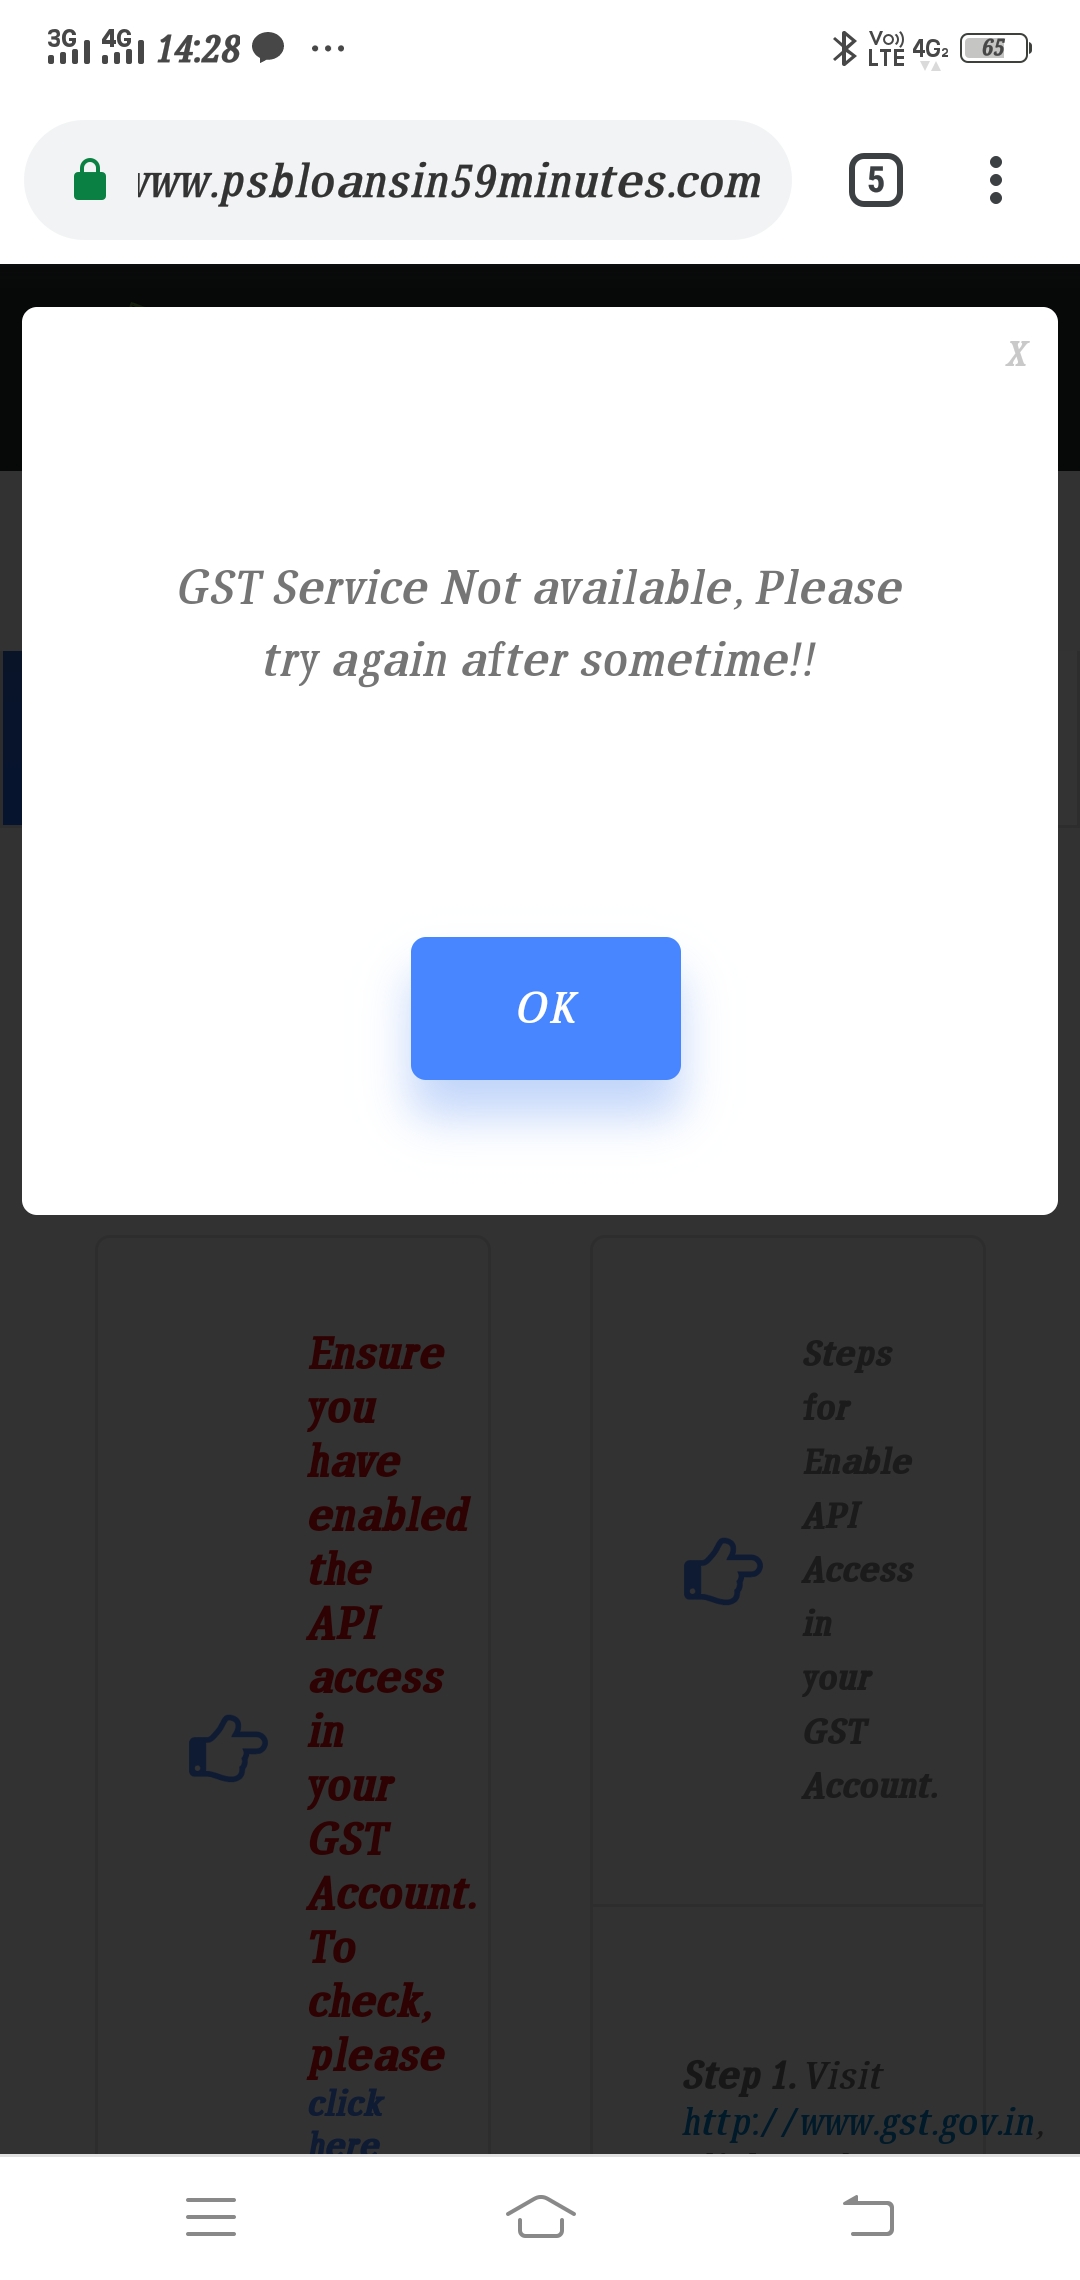 3G 4G 14:28 ... Vo)) LTE 4G2 65
www.psbloansin59minutes.com 5
X
GST Service Not available, Please
try again after sometime!!
OK
Ensure
you
have
enabled
the
API
access
in
your
GST
Account.
To
check,
please
click
here
Steps
for
Enable
API
Access
in
your
GST
Account.
Step 1. Visit
http://www.gst.gov.in,